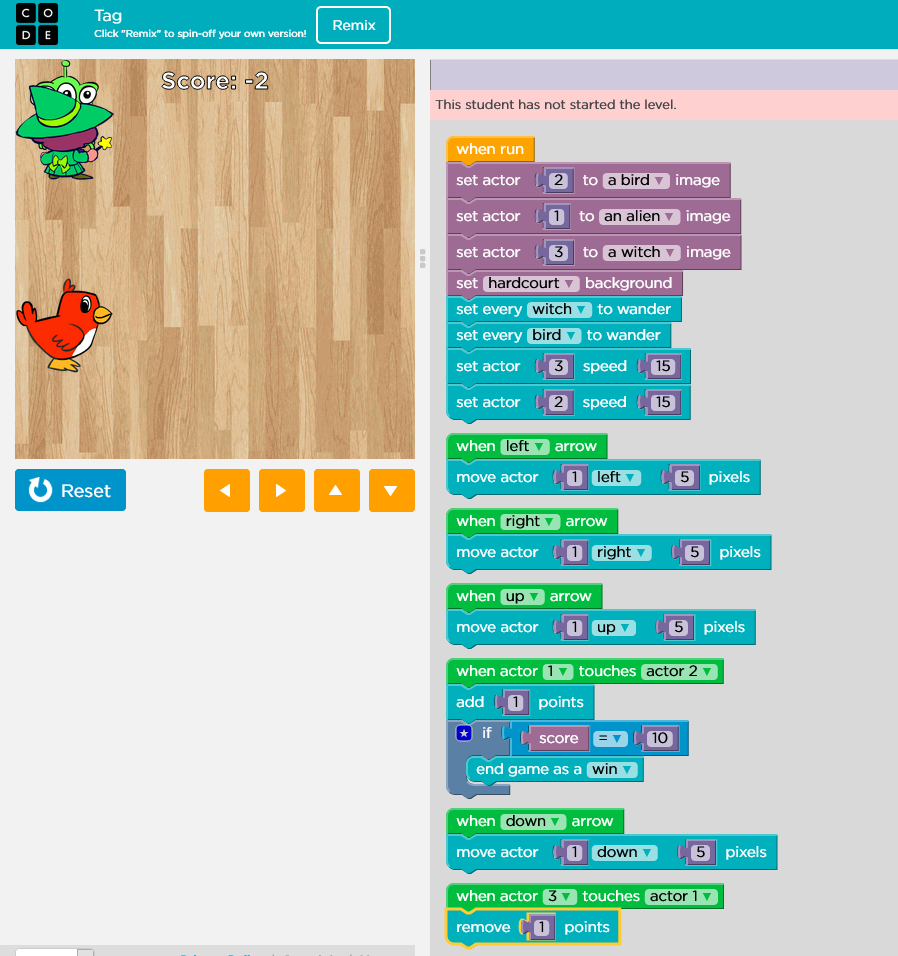 C O
D E
Tag
Click "Remix" to spin-off your own version!
Remix
Score: -2
Reset
This student has not started the level.
when run
set actor 2 to a bird ▼ image
set actor 1 to an alien ▼ image
set actor 3 to a witch ▼ image
set hardcourt ▼ background
set every witch ▼ to wander
set every bird ▼ to wander
set actor 3 speed 15
set actor 2 speed 15
when left ▼ arrow
move actor 1 left ▼ 5 pixels
when right ▼ arrow
move actor 1 right ▼ 5 pixels
when up ▼ arrow
move actor 1 up ▼ 5 pixels
when actor 1 ▼ touches actor 2 ▼
add 1 points
if score = ▼ 10
end game as a win ▼
when down ▼ arrow
move actor 1 down ▼ 5 pixels
when actor 3 ▼ touches actor 1 ▼
remove 1 points